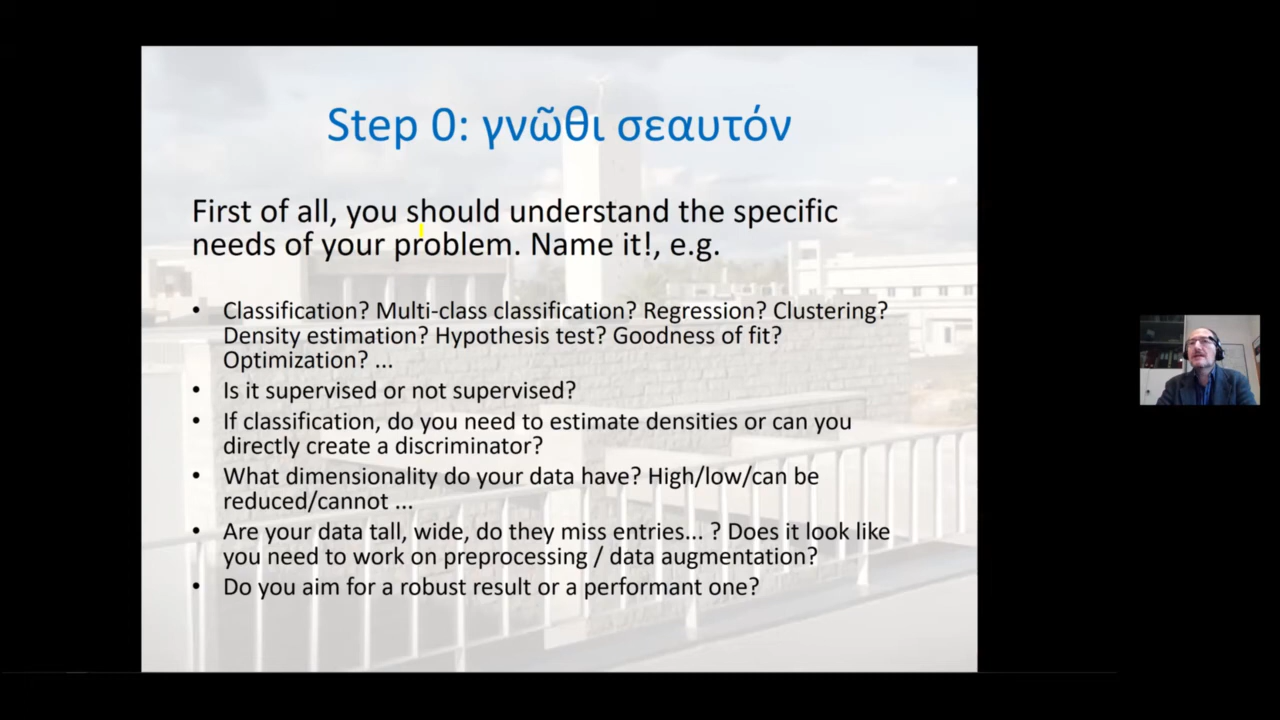 Step 0: γνῶθι σεαυτόν
First of all, you should understand the specific
needs of your problem. Name it!, e.g.
• Classification? Multi-class classification? Regression? Clustering?
Density estimation? Hypothesis test? Goodness of fit?
Optimization? ...
• Is it supervised or not supervised?
• If classification, do you need to estimate densities or can you
directly create a discriminator?
• What dimensionality do your data have? High/low/can be
reduced/cannot ...
• Are your data tall, wide, do they miss entries... ? Does it look like
you need to work on preprocessing / data augmentation?
• Do you aim for a robust result or a performant one?